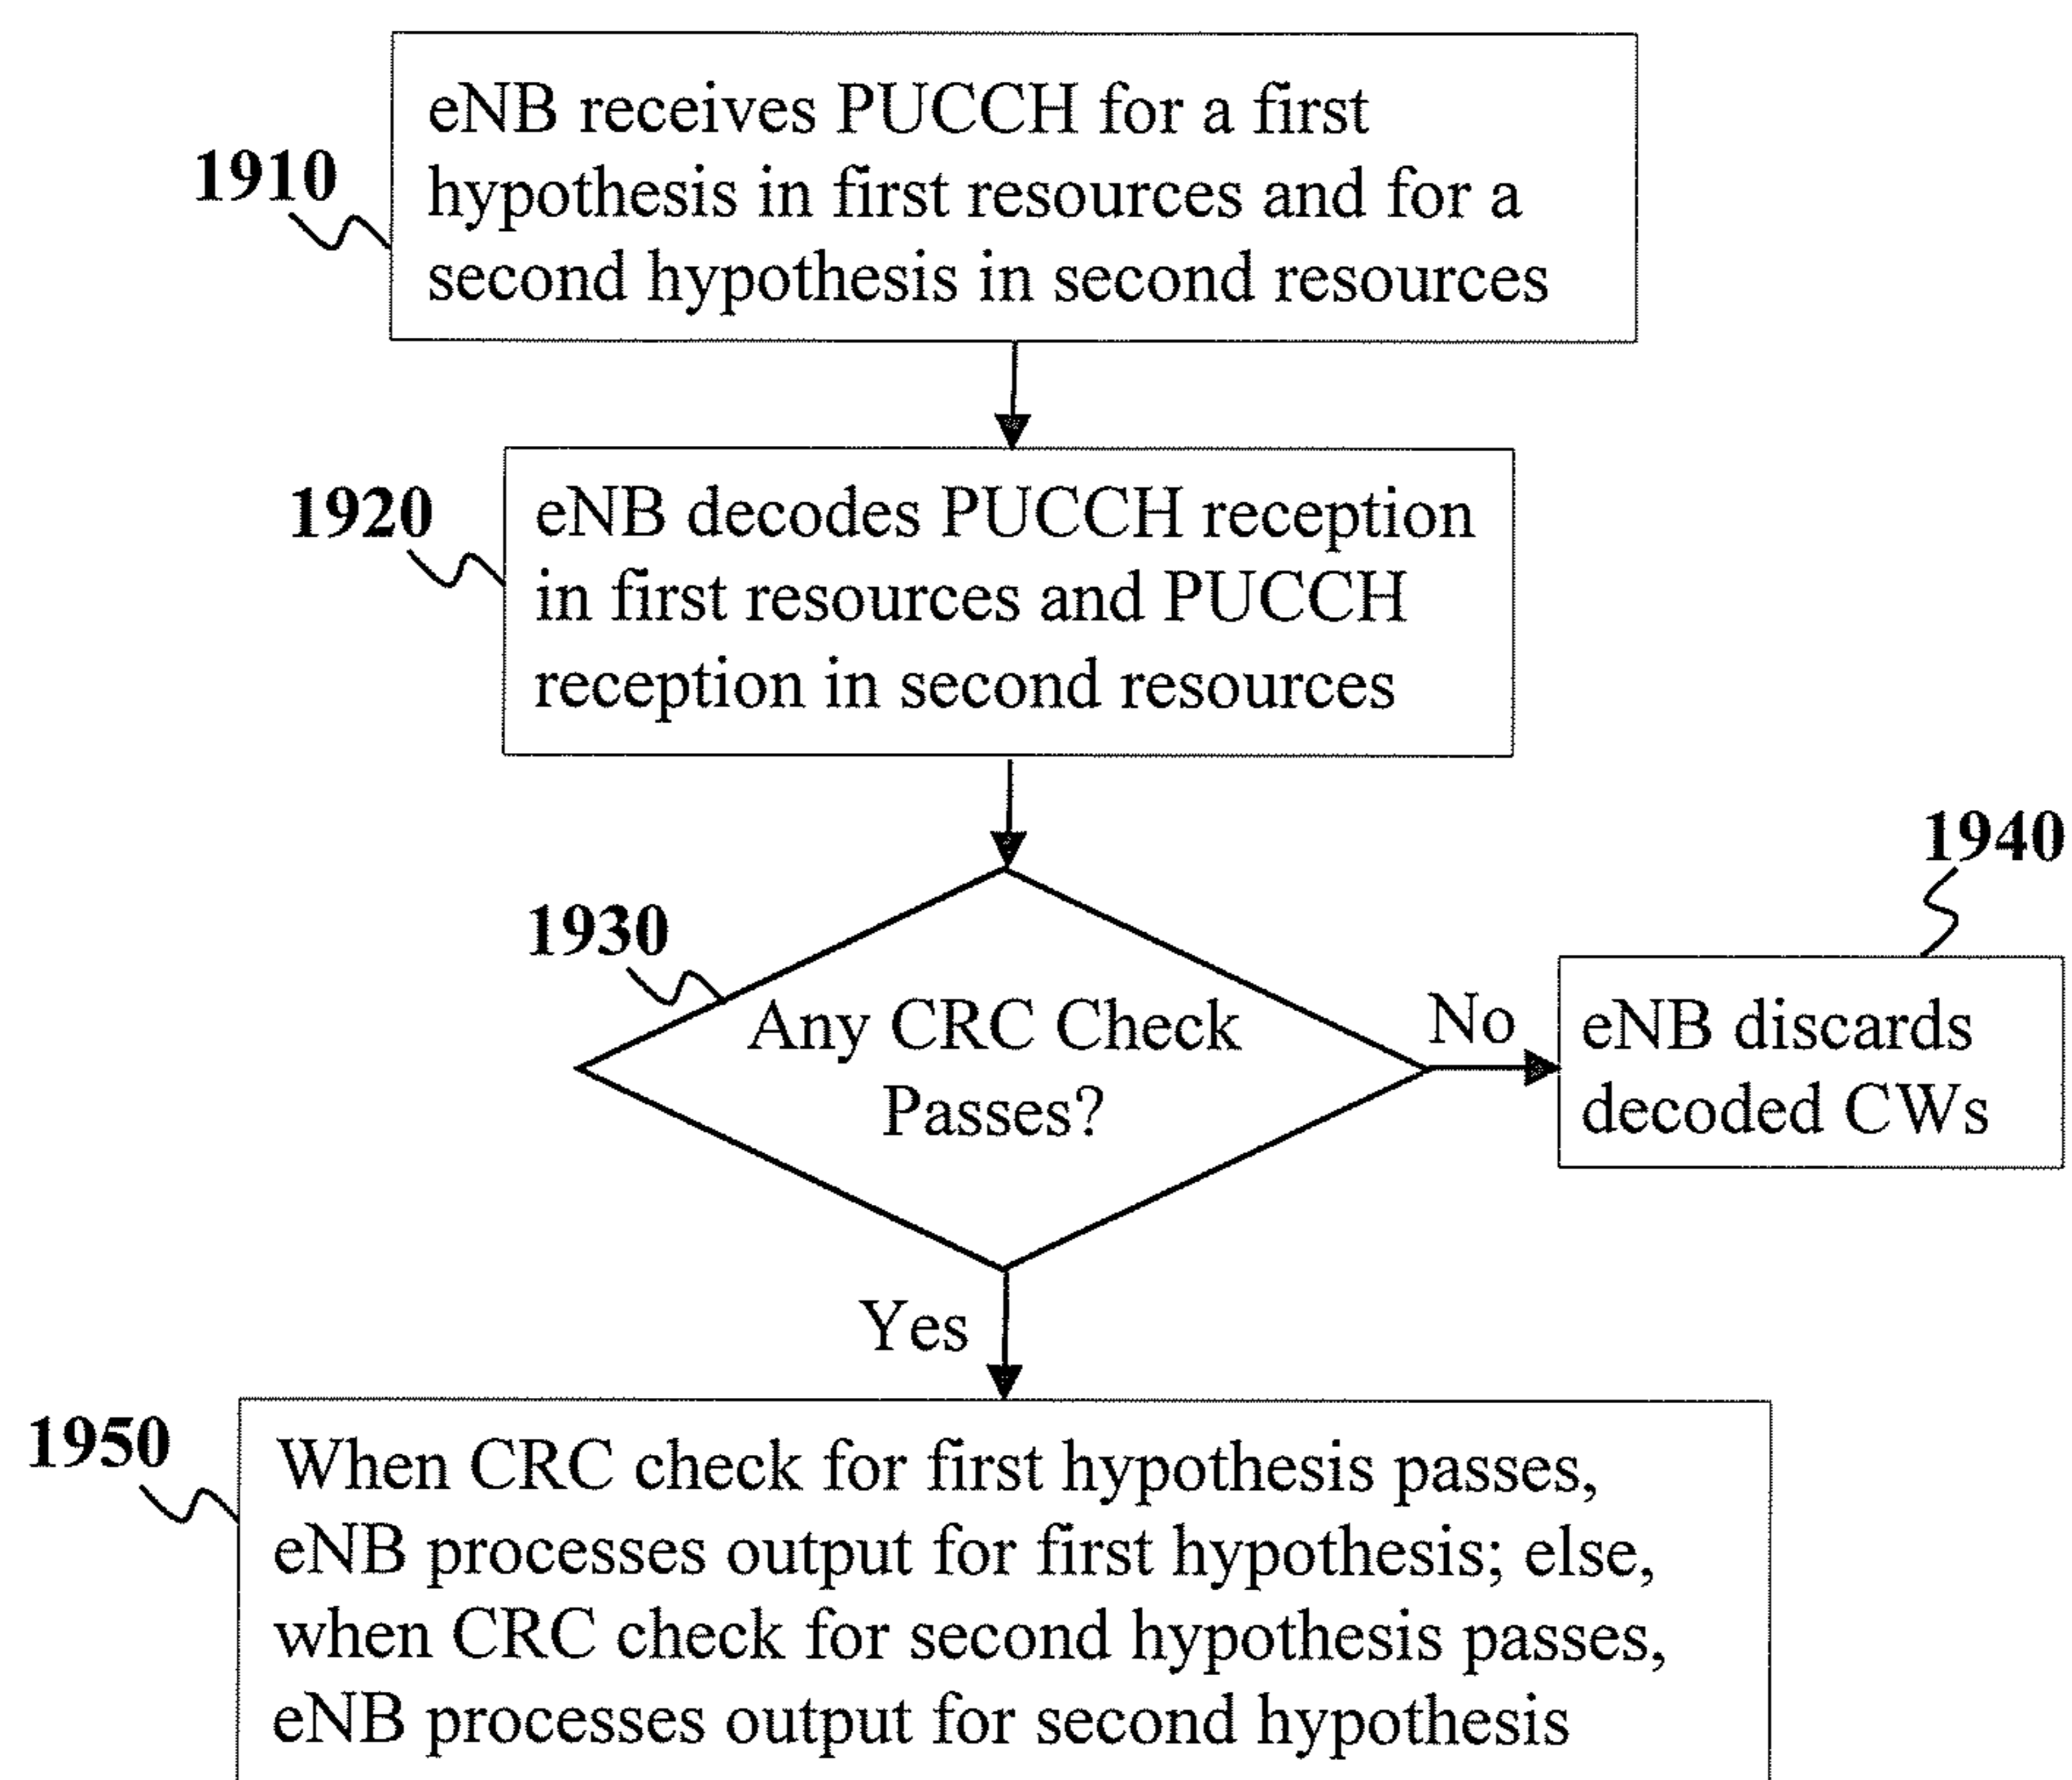 1910
eNB receives PUCCH for a first
hypothesis in first resources and for a
second hypothesis in second resources
1920
eNB decodes PUCCH reception
in first resources and PUCCH
reception in second resources
1930
Any CRC Check
Passes?
No
1940
eNB discards
decoded CWs
Yes
1950
When CRC check for first hypothesis passes,
eNB processes output for first hypothesis; else,
when CRC check for second hypothesis passes,
eNB processes output for second hypothesis